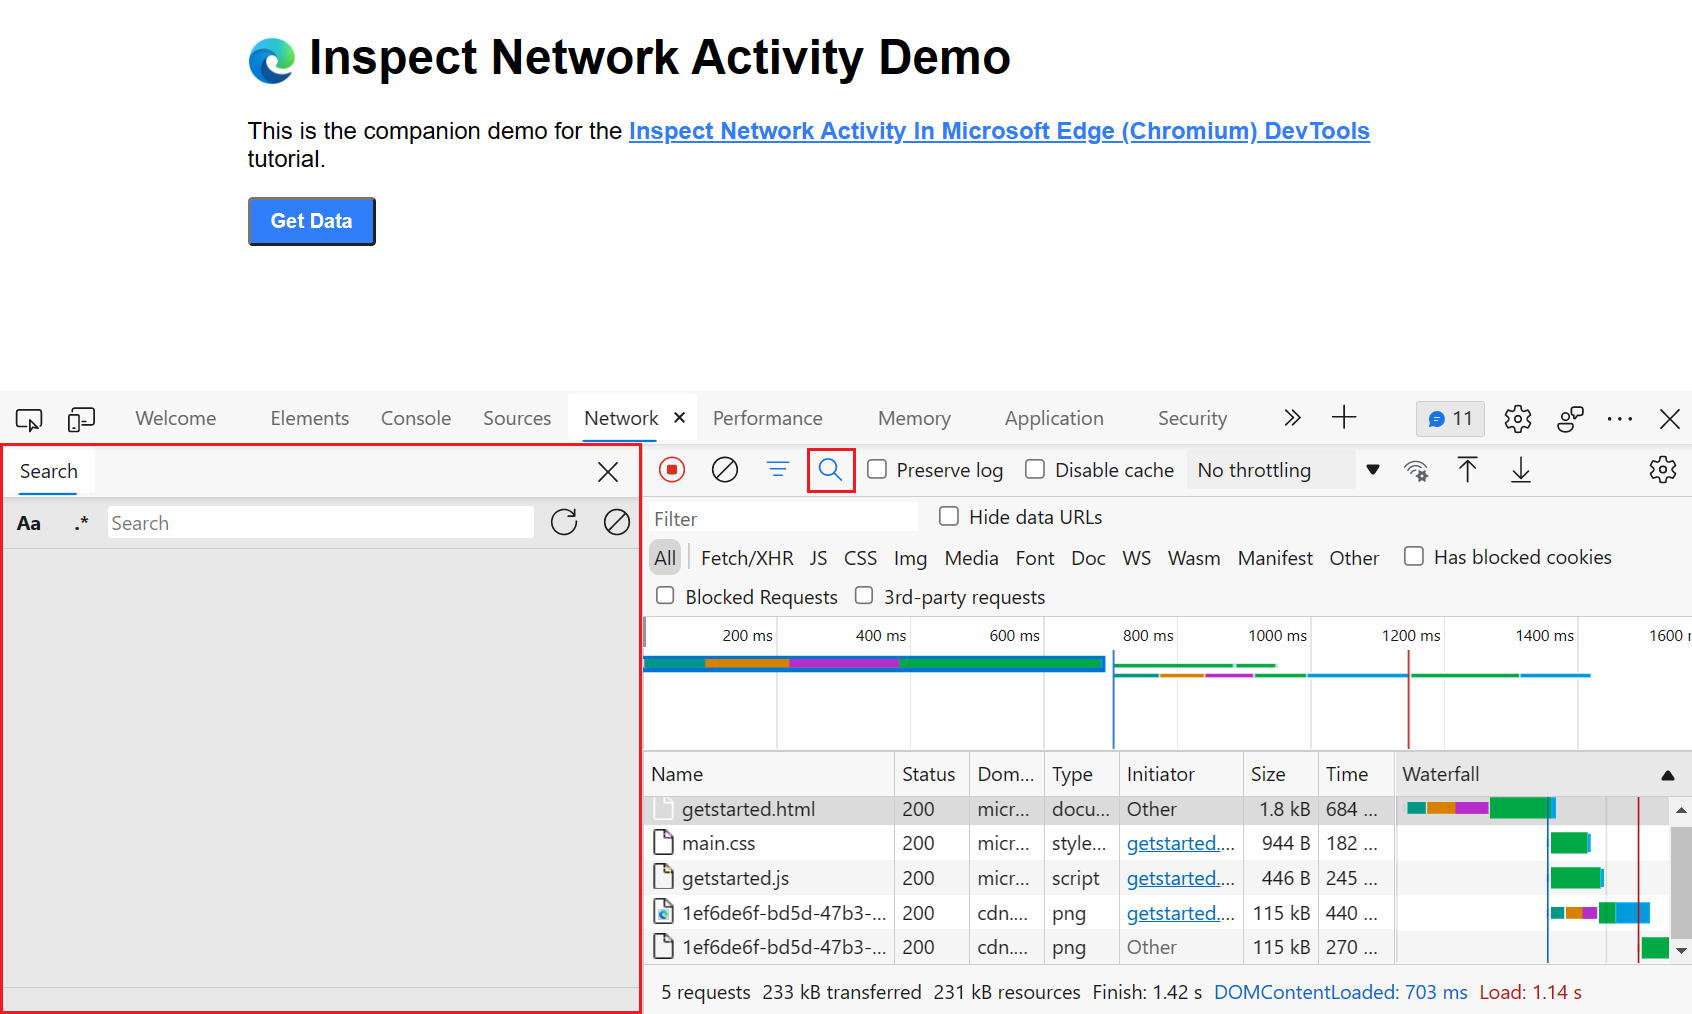 Inspect Network Activity Demo
This is the companion demo for the Inspect Network Activity In Microsoft Edge (Chromium) DevTools
tutorial.
Get Data
Welcome Elements Console Sources Network Performance Memory Application Security 11
Search
Aa .* Search
Preserve log Disable cache No throttling
Filter Hide data URLs
All Fetch/XHR JS CSS Img Media Font Doc WS Wasm Manifest Other Has blocked cookies
Blocked Requests 3rd-party requests
200 ms 400 ms 600 ms 800 ms 1000 ms 1200 ms 1400 ms 1600
Name Status Dom... Type Initiator Size Time Waterfall
getstarted.html 200 micr... docu... Other 1.8 kB 684 ...
main.css 200 micr... style... getstarted.... 944 B 182 ...
getstarted.js 200 micr... script getstarted.... 446 B 245 ...
1ef6de6f-bd5d-47b3-... 200 cdn.... png getstarted.... 115 kB 440 ...
1ef6de6f-bd5d-47b3-... 200 cdn.... png Other 115 kB 270 ...
5 requests 233 kB transferred 231 kB resources Finish: 1.42 s DOMContentLoaded: 703 ms Load: 1.14 s